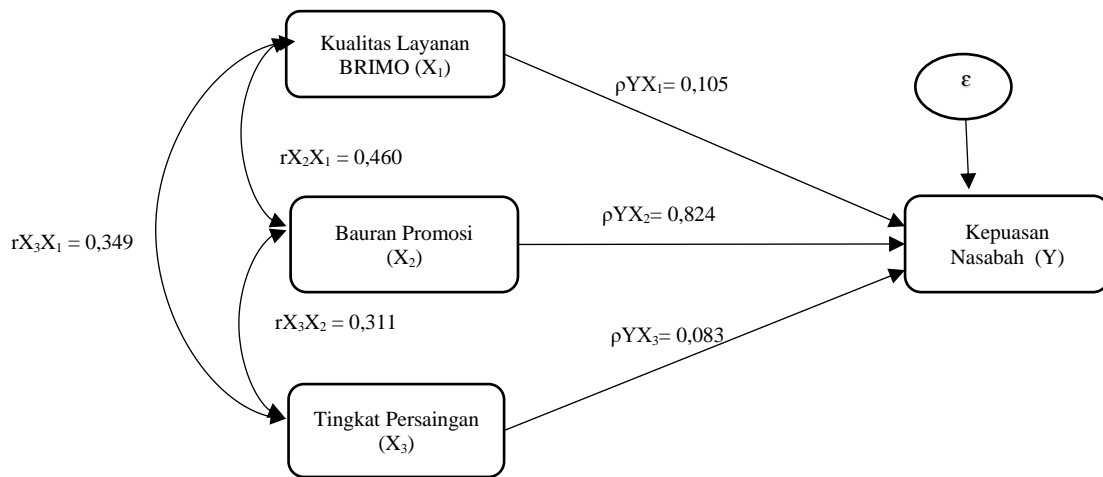 Kualitas Layanan
BRIMO (X₁)
ρYX₁= 0,105
ε
rX₂X₁ = 0,460
ρYX₂= 0,824
Bauran Promosi
(X₂)
Kepuasan
Nasabah (Y)
rX₃X₁ = 0,349
rX₃X₂ = 0,311
ρYX₃= 0,083
Tingkat Persaingan
(X₃)